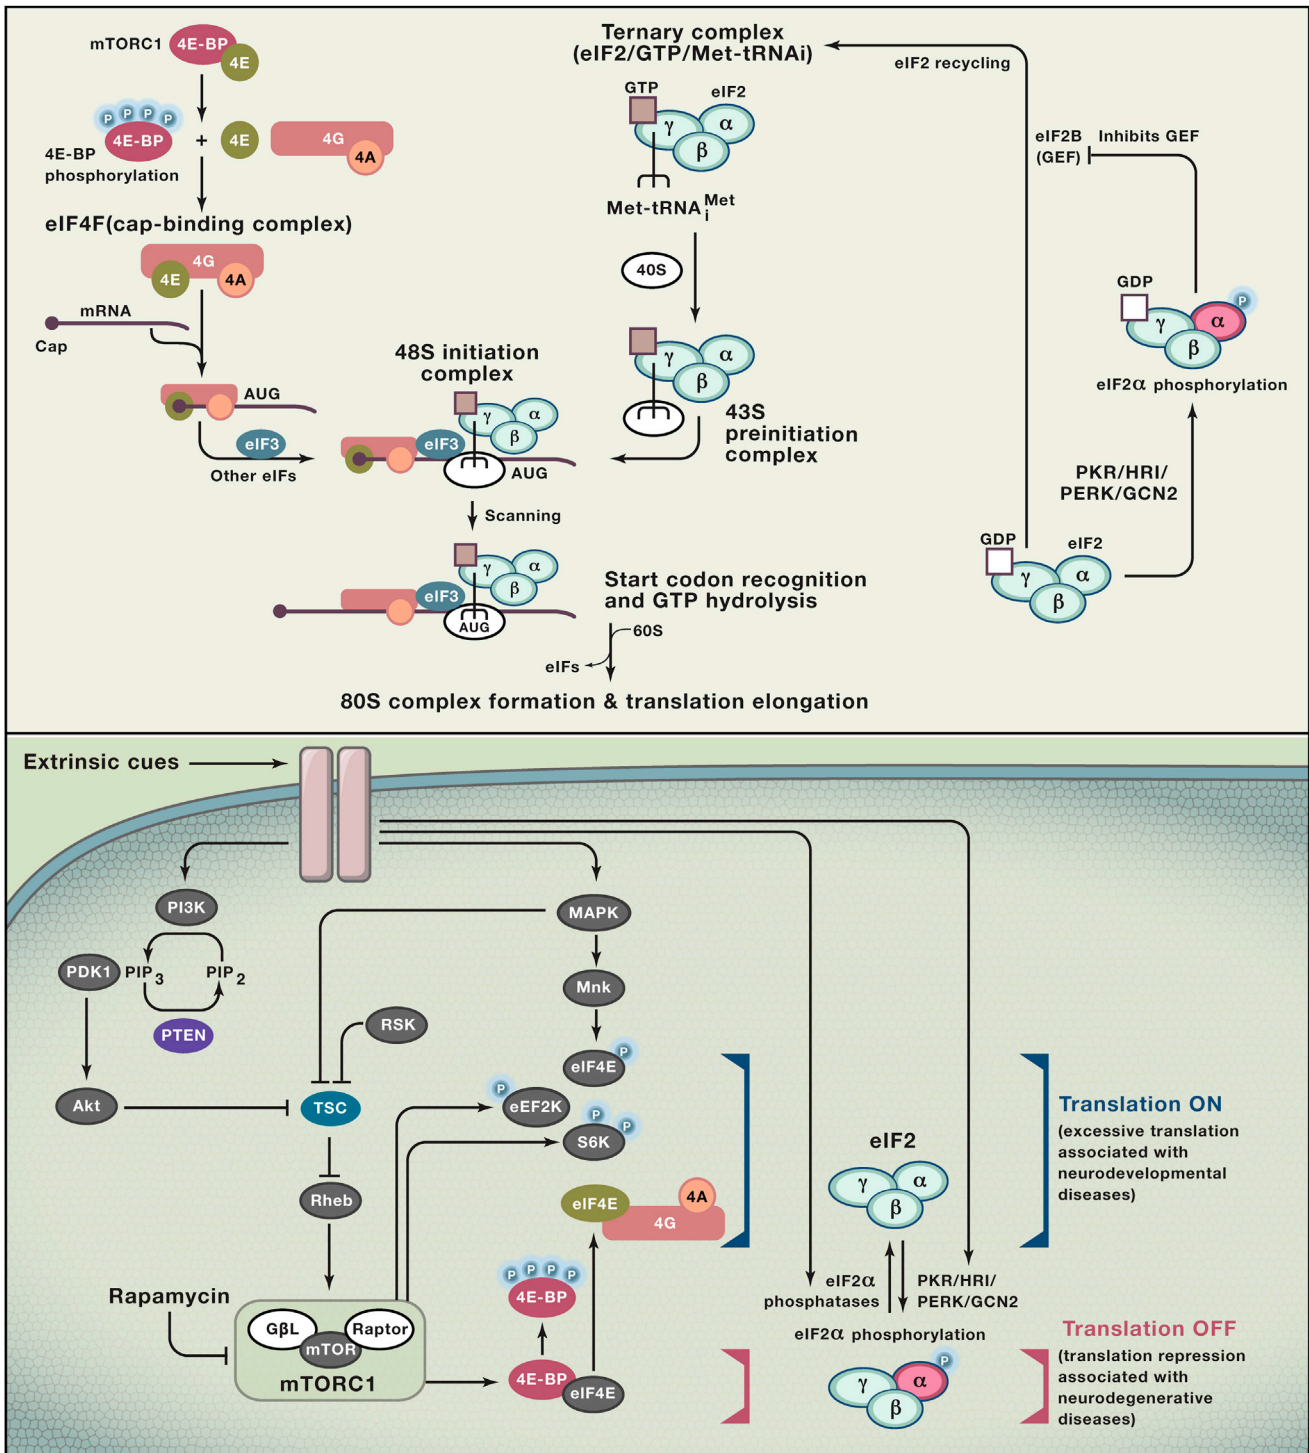 mTORC1
4E-BP
4E
P P P P
4E-BP
+
4E
4G
4A
4E-BP
phosphorylation
eIF4F(cap-binding complex)
4G
4E
4A
mRNA
Cap
AUG
eIF3
Other eIFs
Ternary complex
(eIF2/GTP/Met-tRNAi)
GTP
eIF2
γ
α
β
Met-tRNA i Met
40S
γ
α
β
43S
preinitiation
complex
48S initiation
complex
γ
α
β
eIF3
AUG
Scanning
γ
α
β
eIF3
AUG
Start codon recognition
and GTP hydrolysis
60S
eIFs
80S complex formation & translation elongation
eIF2 recycling
eIF2B
(GEF)
Inhibits GEF
GDP
P
γ
α
β
eIF2α phosphorylation
PKR/HRI/
PERK/GCN2
GDP
eIF2
γ
α
β
Extrinsic cues
PI3K
PDK1
PIP3
PIP2
PTEN
Akt
MAPK
Mnk
RSK
eIF4E
P
TSC
P
eEF2K
P
P
S6K
Rheb
eIF4E
4A
4G
Rapamycin
GβL
Raptor
mTOR
mTORC1
P P P P
4E-BP
4E-BP
eIF4E
eIF2
γ
α
β
eIF2α
phosphatases
PKR/HRI/
PERK/GCN2
eIF2α phosphorylation
P
γ
α
β
Translation ON
(excessive translation
associated with
neurodevelopmental
diseases)
Translation OFF
(translation repression
associated with
neurodegenerative
diseases)